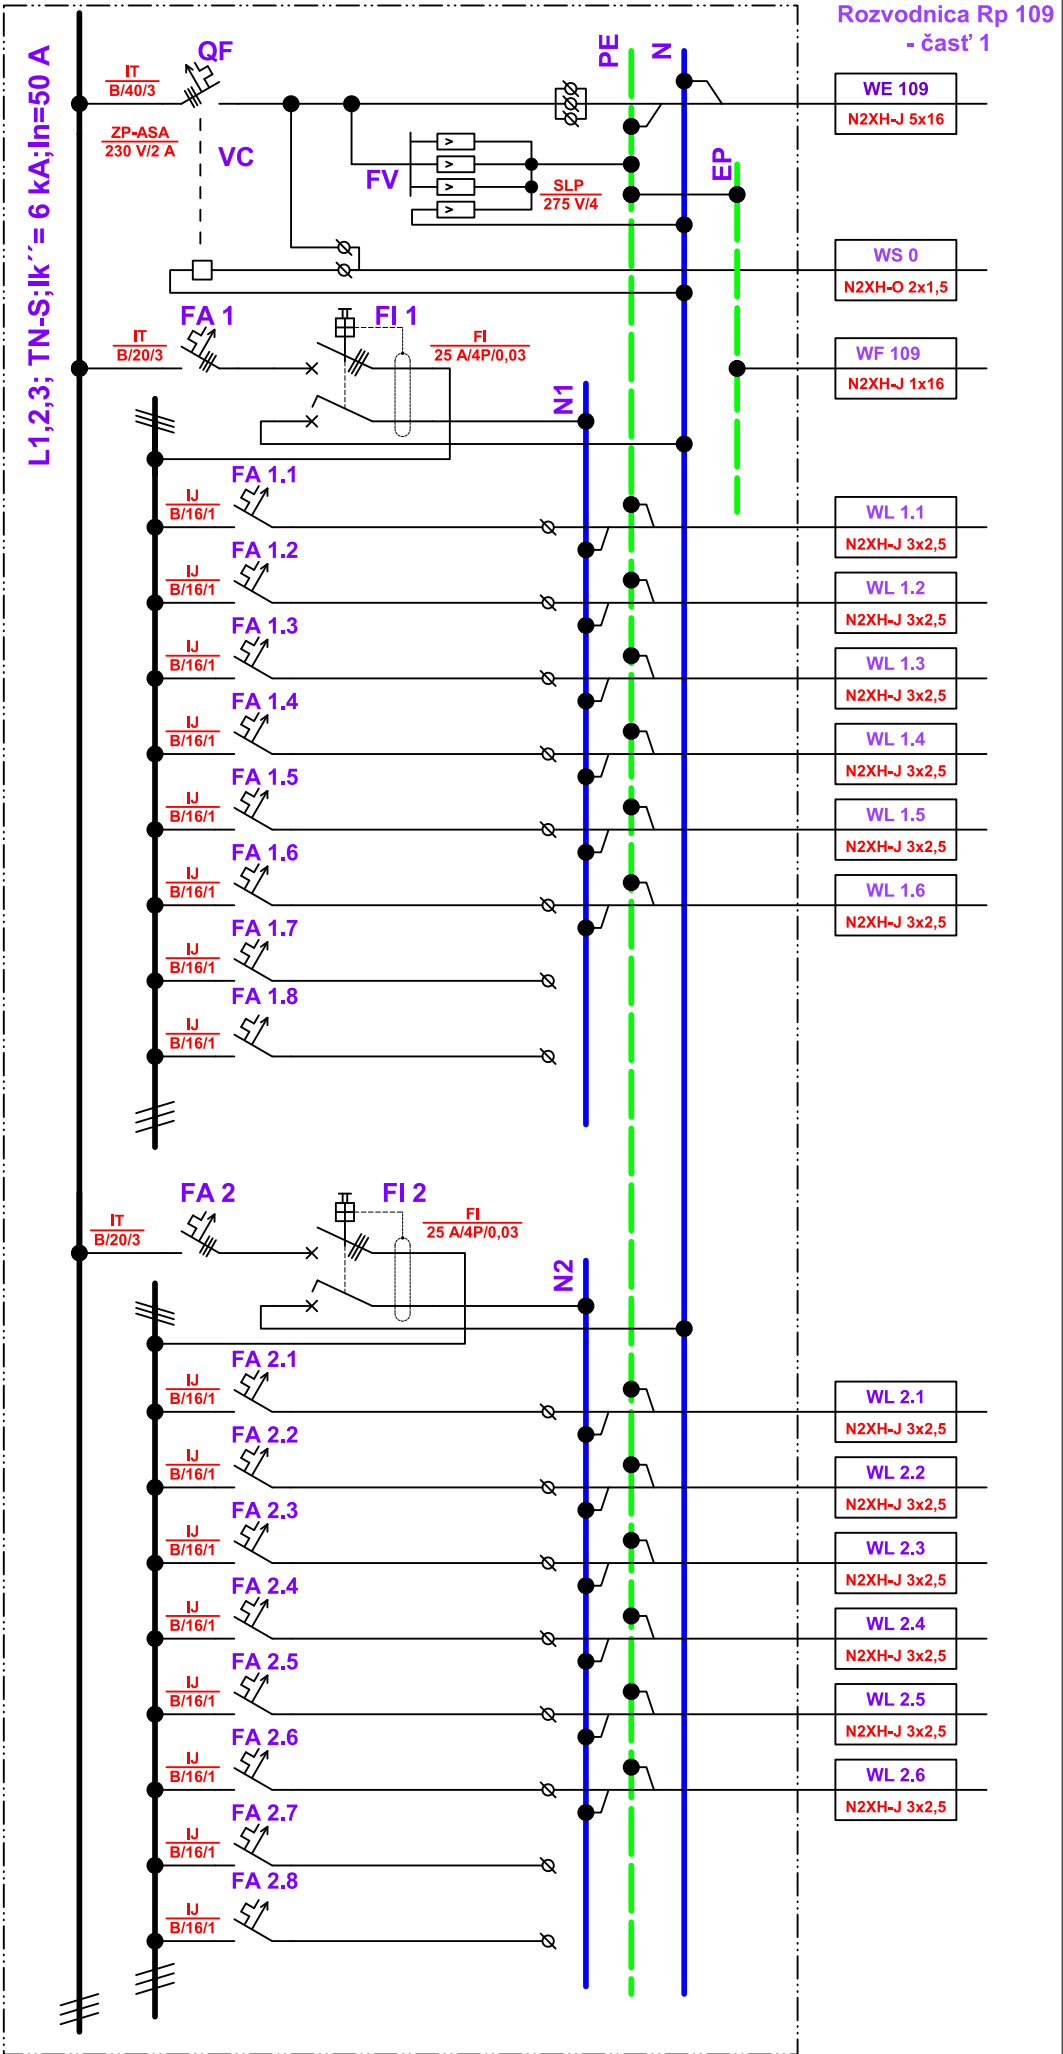 Rozvodnica Rp 109
- časť 1
L1,2,3; TN-S;Ik´´= 6 kA;In=50 A
QF
PE
N
IT
B/40/3
WE 109
N2XH-J 5x16
ZP-ASA
230 V/2 A
VC
FV
>
>
>
>
SLP
275 V/4
EP
WS 0
N2XH-O 2x1,5
FA 1
FI 1
IT
B/20/3
FI
25 A/4P/0,03
WF 109
N2XH-J 1x16
N1
FA 1.1
IJ
B/16/1
WL 1.1
N2XH-J 3x2,5
FA 1.2
IJ
B/16/1
WL 1.2
N2XH-J 3x2,5
FA 1.3
IJ
B/16/1
WL 1.3
N2XH-J 3x2,5
FA 1.4
IJ
B/16/1
WL 1.4
N2XH-J 3x2,5
FA 1.5
IJ
B/16/1
WL 1.5
N2XH-J 3x2,5
FA 1.6
IJ
B/16/1
WL 1.6
N2XH-J 3x2,5
FA 1.7
IJ
B/16/1
FA 1.8
IJ
B/16/1
FA 2
FI 2
IT
B/20/3
FI
25 A/4P/0,03
N2
FA 2.1
IJ
B/16/1
WL 2.1
N2XH-J 3x2,5
FA 2.2
IJ
B/16/1
WL 2.2
N2XH-J 3x2,5
FA 2.3
IJ
B/16/1
WL 2.3
N2XH-J 3x2,5
FA 2.4
IJ
B/16/1
WL 2.4
N2XH-J 3x2,5
FA 2.5
IJ
B/16/1
WL 2.5
N2XH-J 3x2,5
FA 2.6
IJ
B/16/1
WL 2.6
N2XH-J 3x2,5
FA 2.7
IJ
B/16/1
FA 2.8
IJ
B/16/1